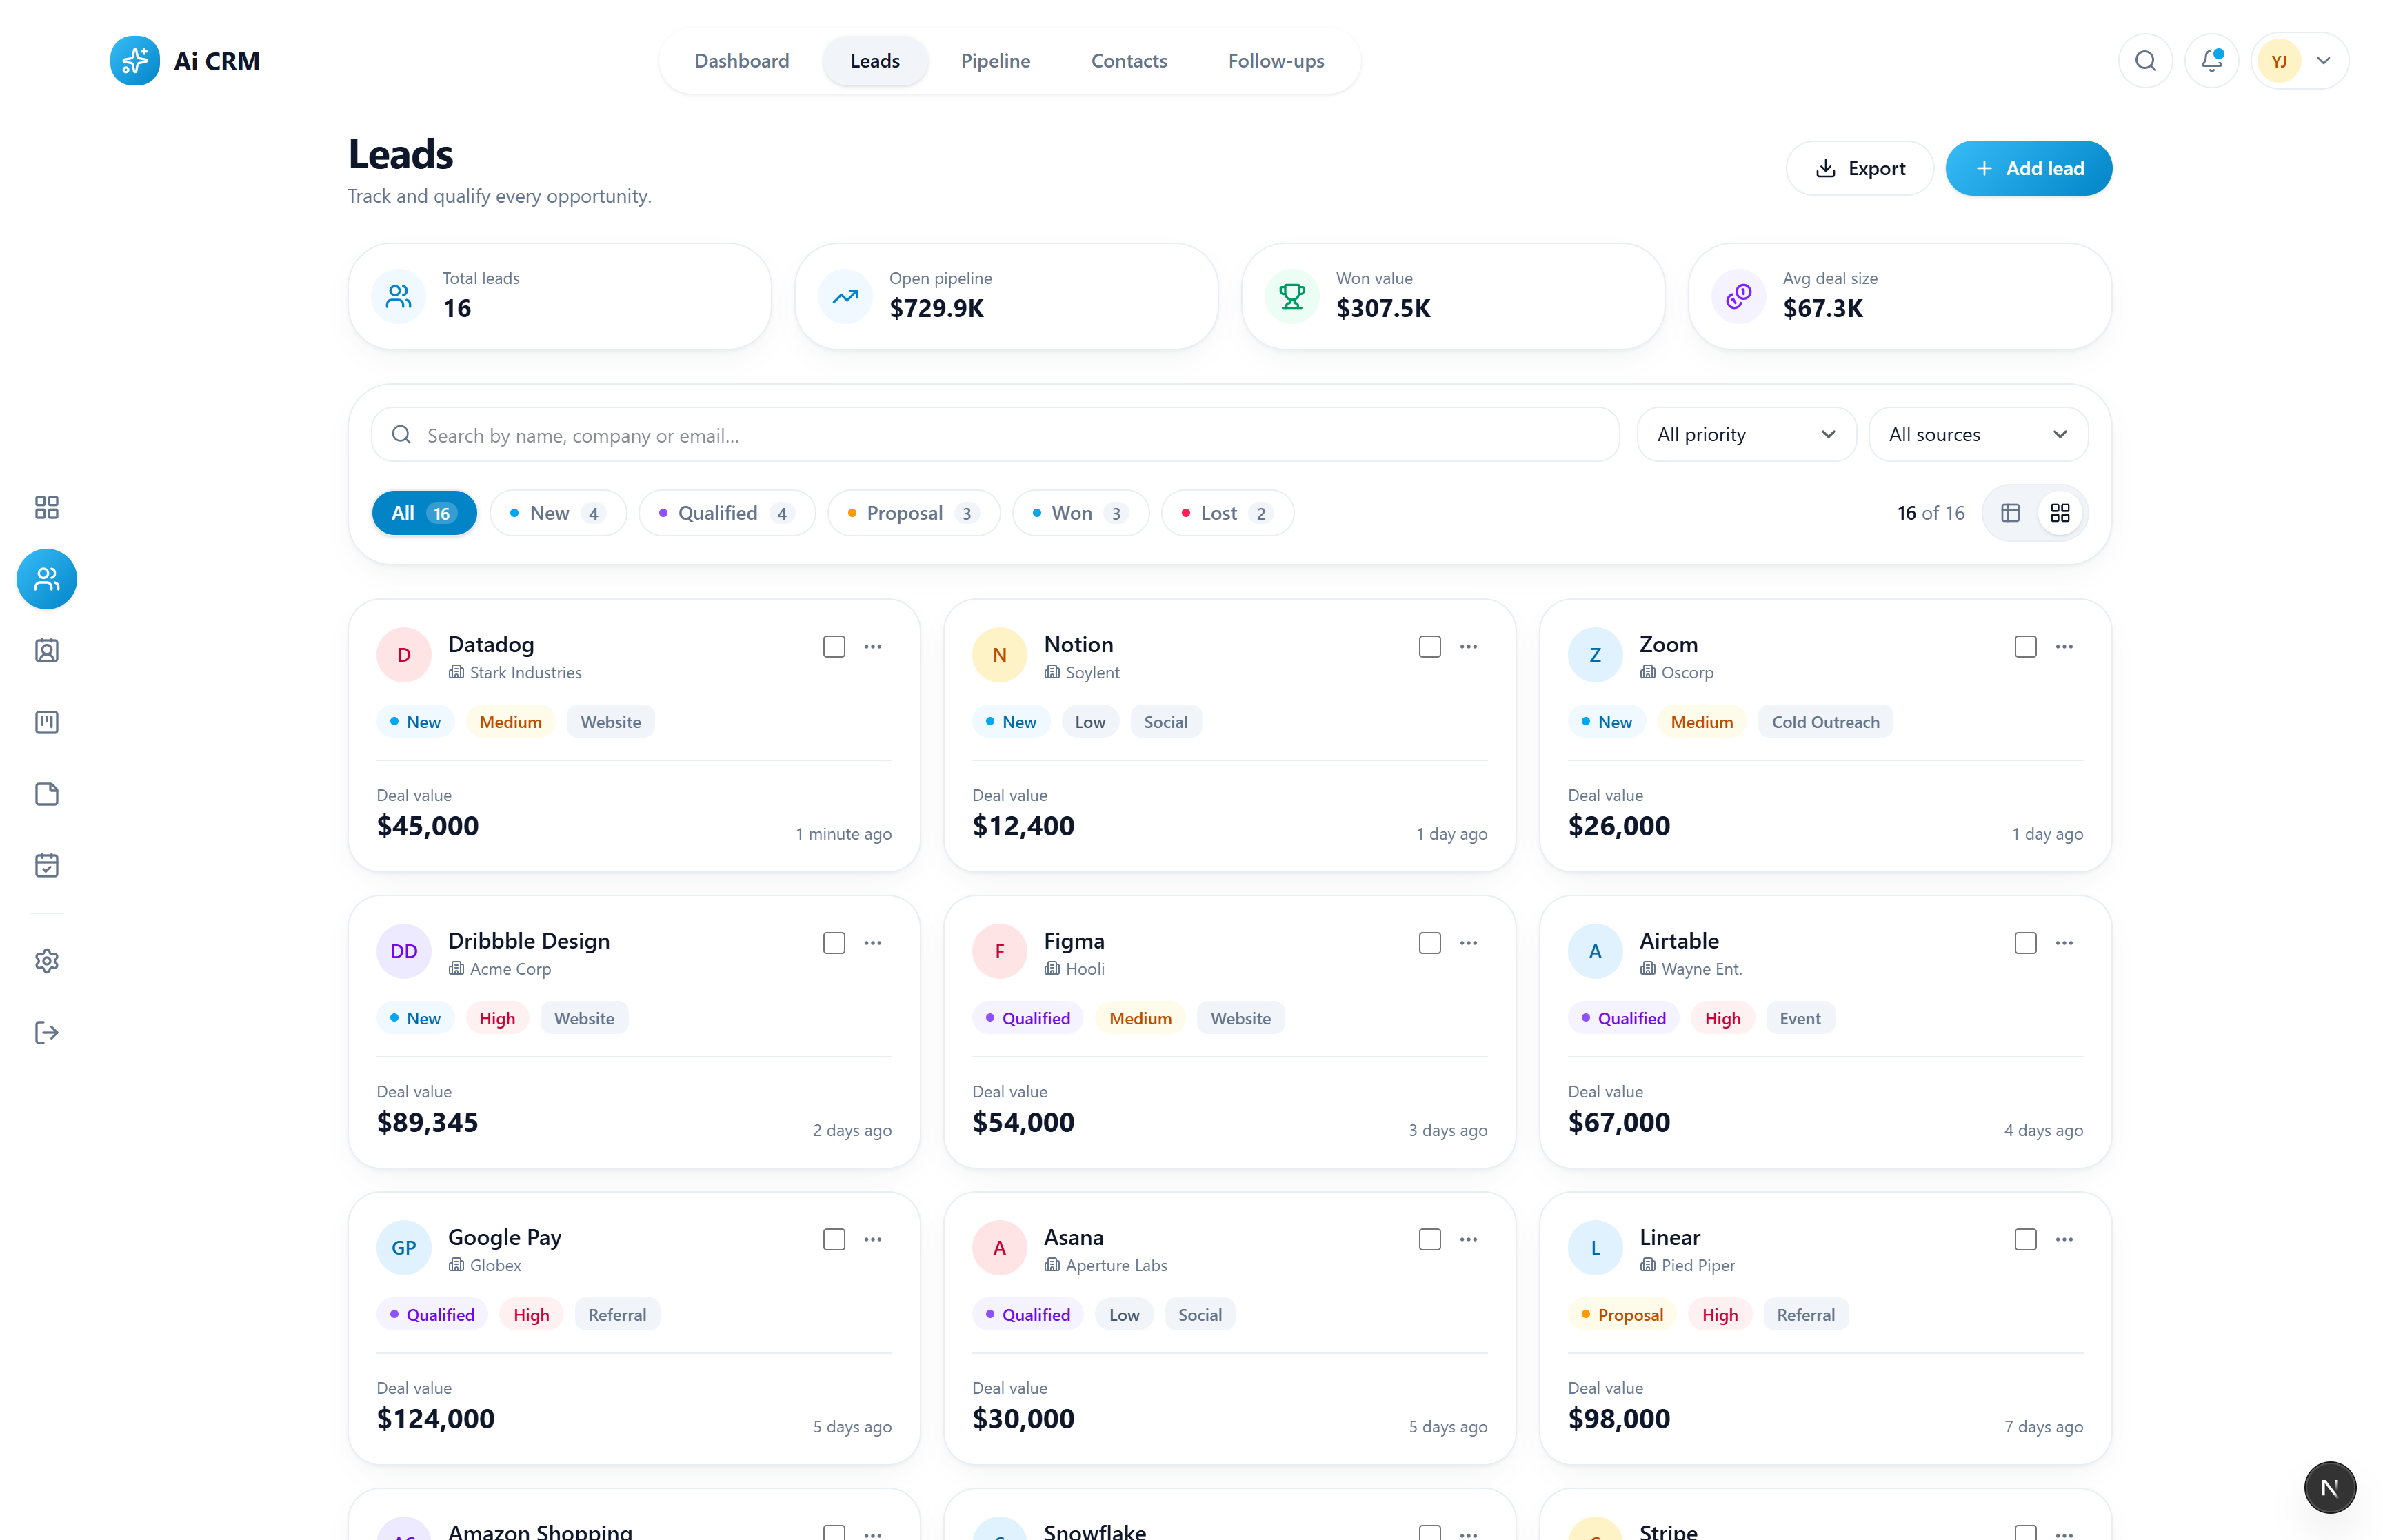 Ai CRM
Dashboard Leads Pipeline Contacts Follow-ups
YJ
Leads
Track and qualify every opportunity.
Export
Add lead
Total leads
16
Open pipeline
$729.9K
Won value
$307.5K
Avg deal size
$67.3K
Search by name, company or email...
All priority
All sources
All 16 New 4 Qualified 4 Proposal 3 Won 3 Lost 2
16 of 16
D
Datadog
Stark Industries
New Medium Website
Deal value
$45,000
1 minute ago
N
Notion
Soylent
New Low Social
Deal value
$12,400
1 day ago
Z
Zoom
Oscorp
New Medium Cold Outreach
Deal value
$26,000
1 day ago
DD
Dribbble Design
Acme Corp
New High Website
Deal value
$89,345
2 days ago
F
Figma
Hooli
Qualified Medium Website
Deal value
$54,000
3 days ago
A
Airtable
Wayne Ent.
Qualified High Event
Deal value
$67,000
4 days ago
GP
Google Pay
Globex
Qualified High Referral
Deal value
$124,000
5 days ago
A
Asana
Aperture Labs
Qualified Low Social
Deal value
$30,000
5 days ago
L
Linear
Pied Piper
Proposal High Referral
Deal value
$98,000
7 days ago
Amazon Shopping
Snowflake
Stripe
N